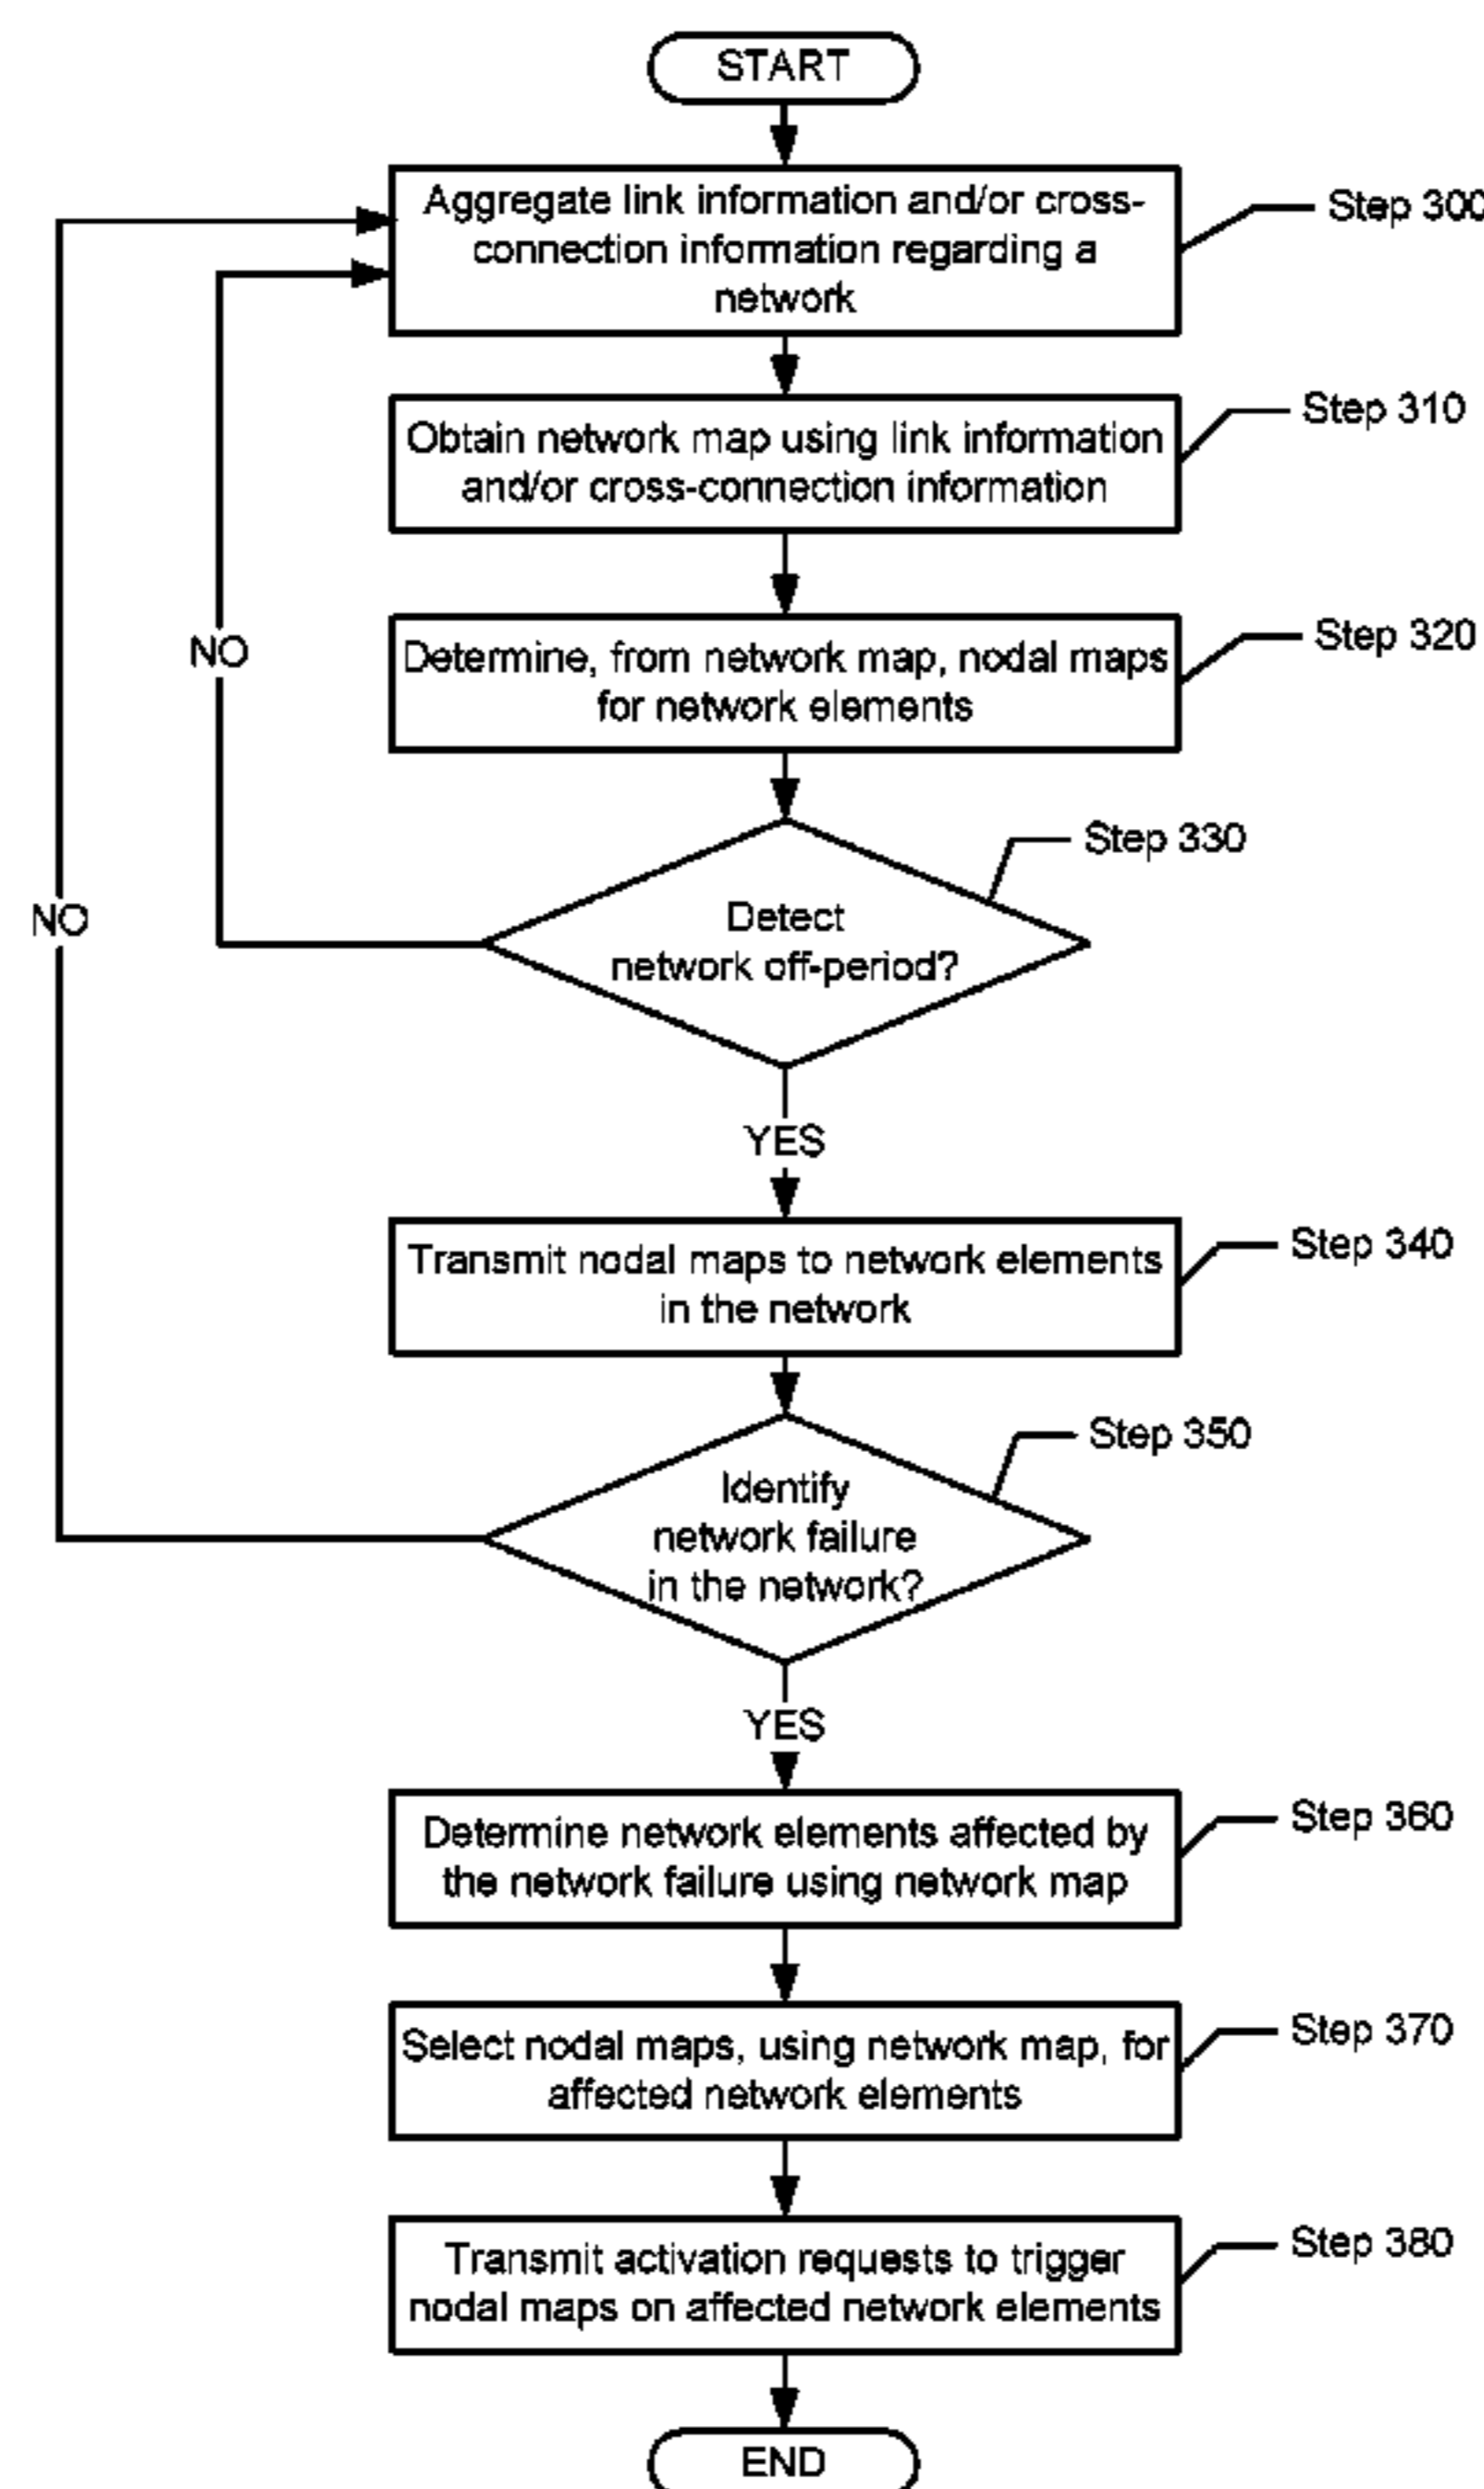 START
Aggregate link information and/or cross-
connection information regarding a
network
Step 300
Obtain network map using link information
and/or cross-connection information
Step 310
Determine, from network map, nodal maps
for network elements
Step 320
NO
Detect
network off-period?
Step 330
NO
YES
Transmit nodal maps to network elements
in the network
Step 340
Identify
network failure
in the network?
Step 350
YES
Determine network elements affected by
the network failure using network map
Step 360
Select nodal maps, using network map, for
affected network elements
Step 370
Transmit activation requests to trigger
nodal maps on affected network elements
Step 380
END